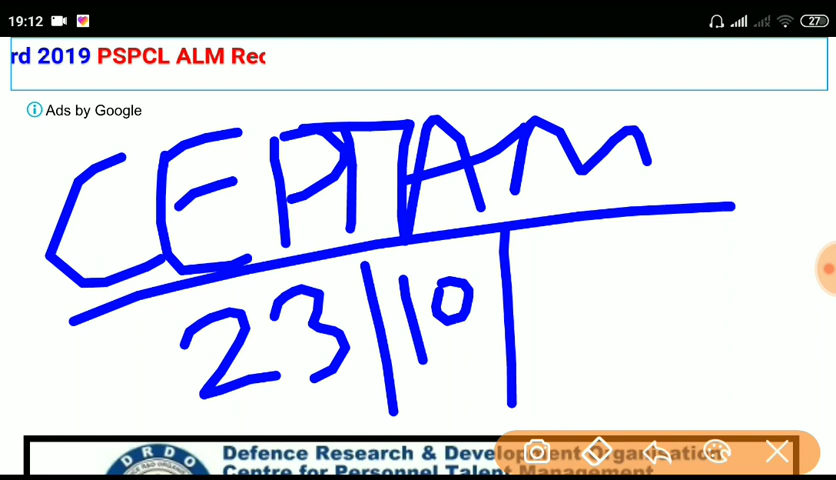 19:12
27
rd 2019 PSPCL ALM Rec
Ads by Google
CEPTAM
23/10/
DRDO
Defence Research & Development Organisation
Centre for Personnel Talent Management